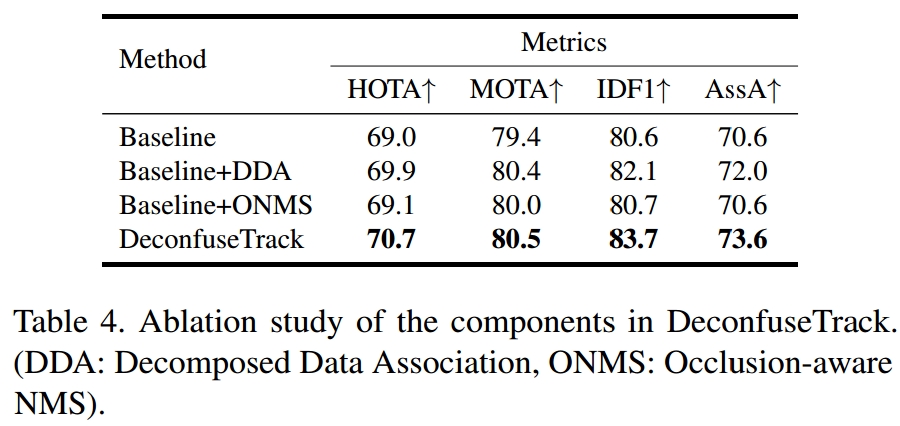 Method Metrics
HOTA↑ MOTA↑ IDF1↑ AssA↑
Baseline 69.0 79.4 80.6 70.6
Baseline+DDA 69.9 80.4 82.1 72.0
Baseline+ONMS 69.1 80.0 80.7 70.6
DeconfuseTrack 70.7 80.5 83.7 73.6
Table 4. Ablation study of the components in DeconfuseTrack.
(DDA: Decomposed Data Association, ONMS: Occlusion-aware
NMS).